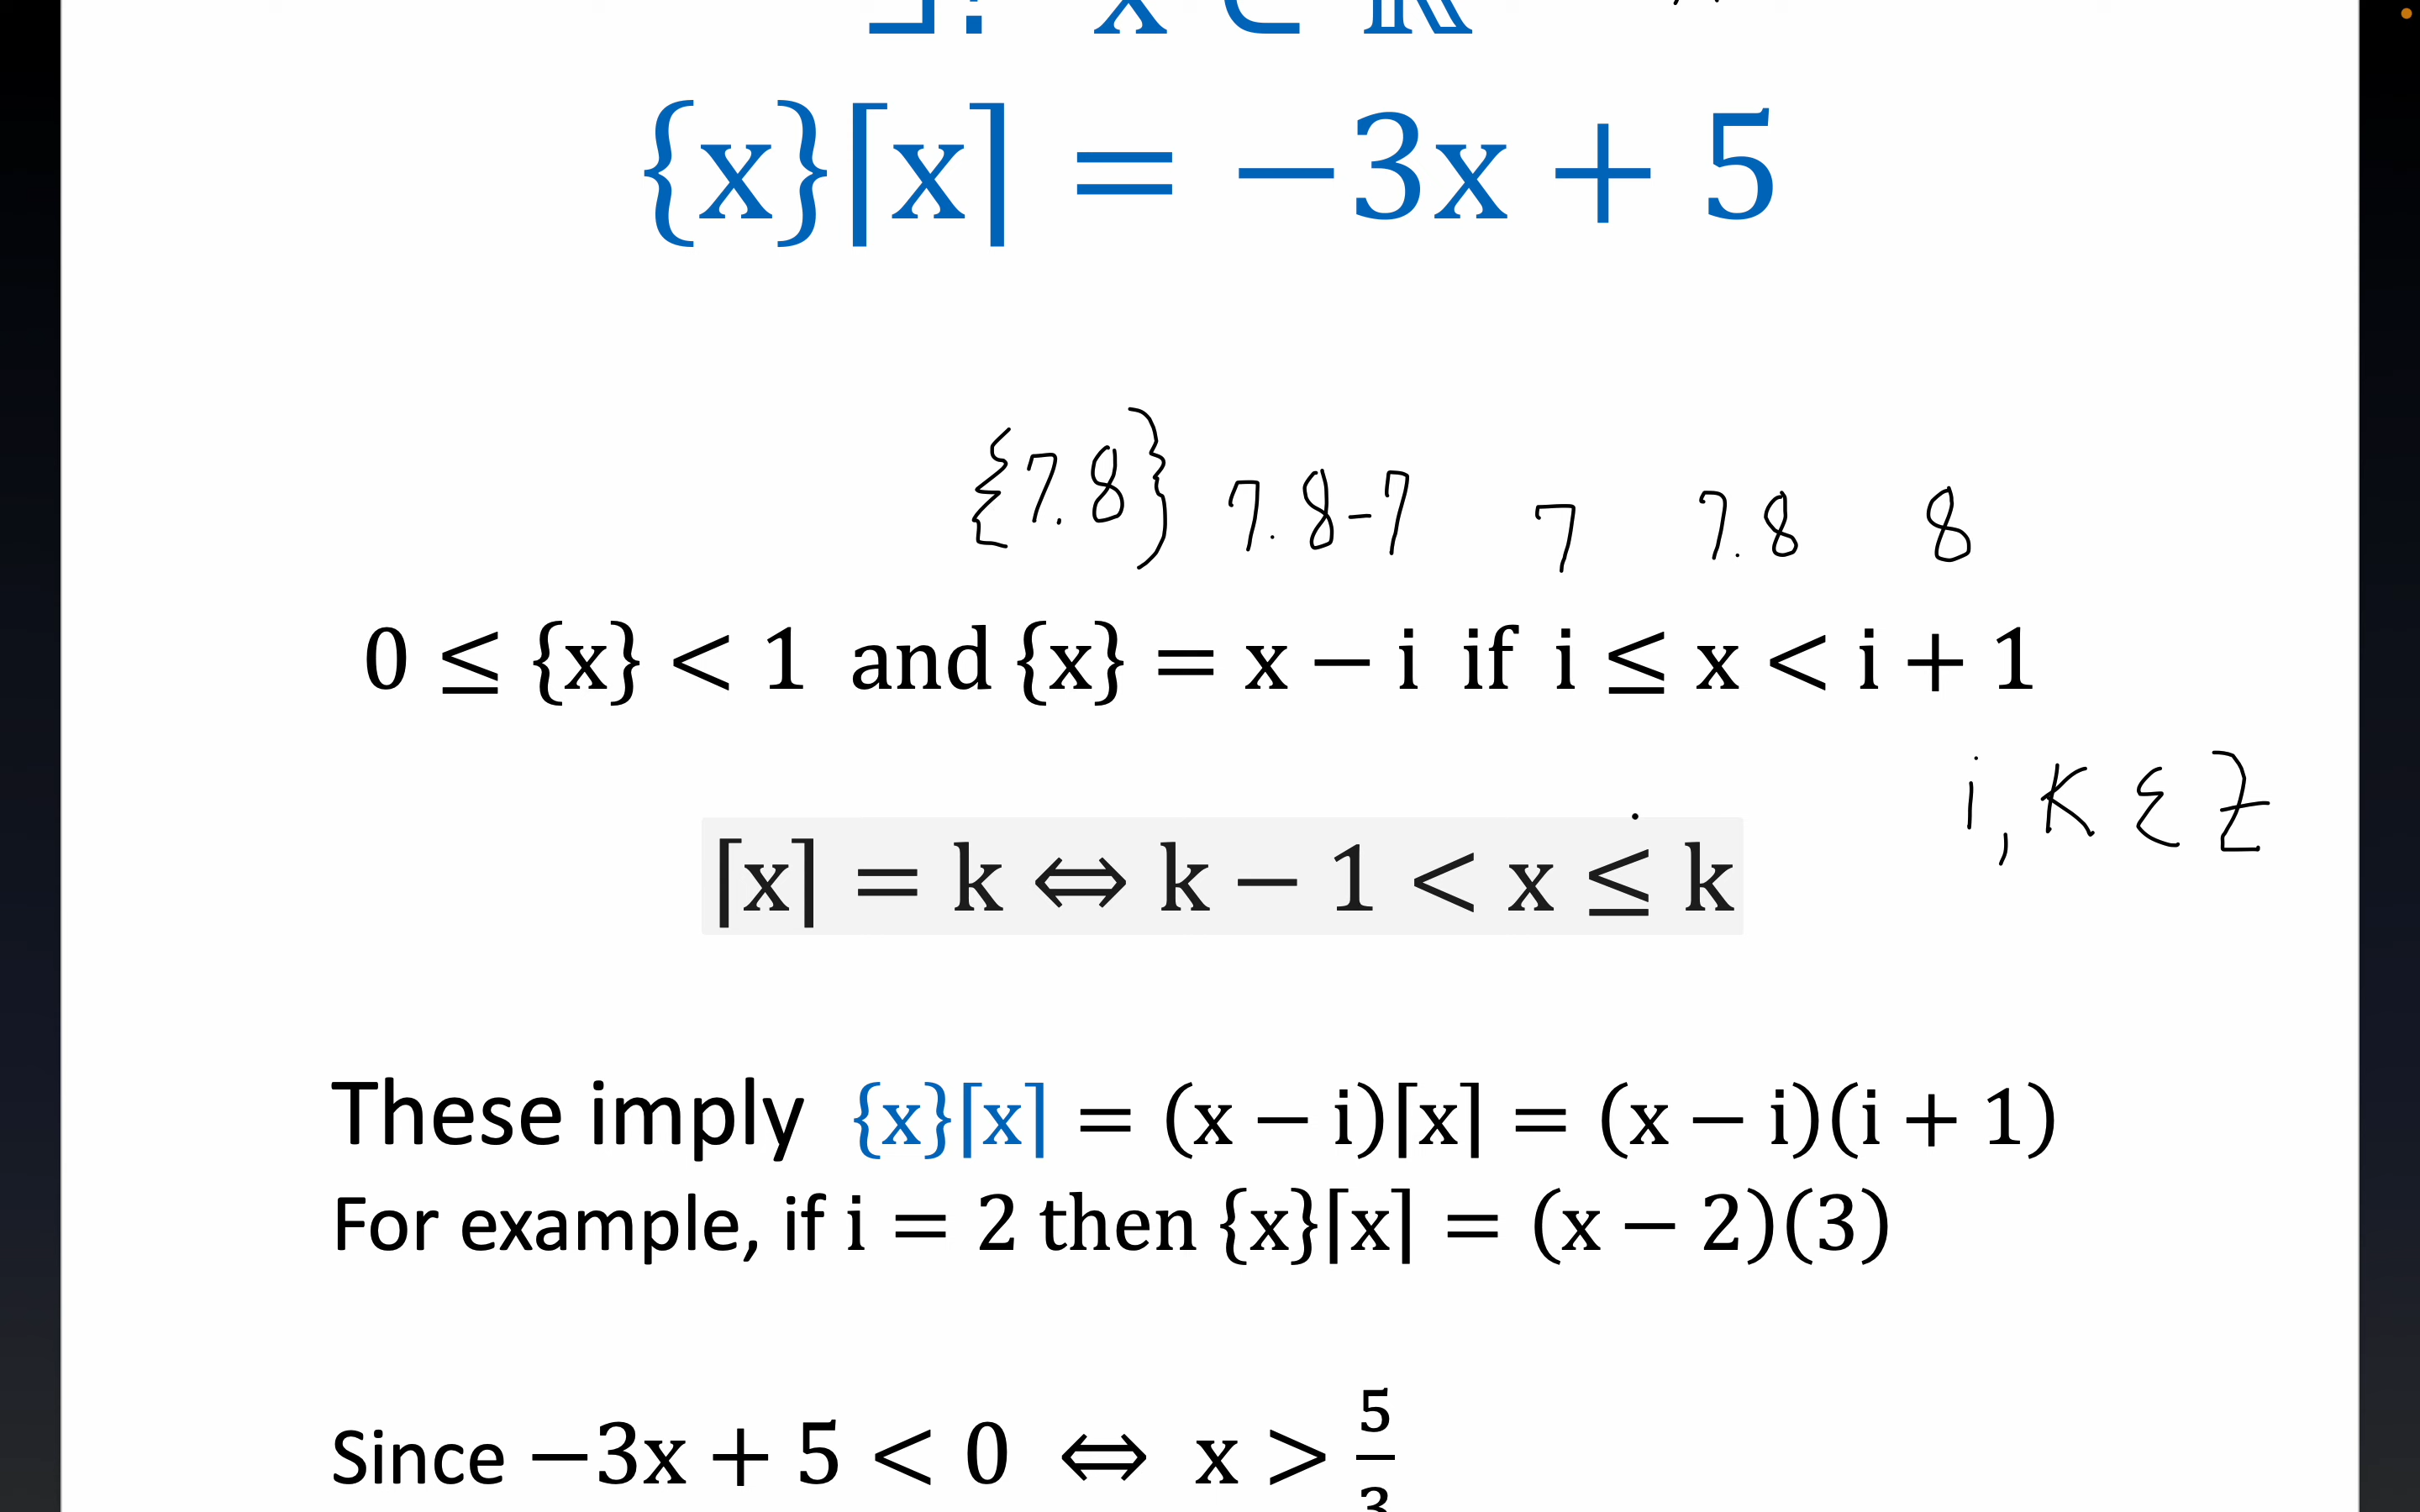 ∃! x ∈ ℝ
{x}⌈x⌉ = −3x + 5
{7.8} 7.8-7 7 7.8 8
0 ≤ {x} < 1 and {x} = x − i if i ≤ x < i + 1
i, K ∈ ℤ
⌈x⌉ = k ⇔ k − 1 < x ≤ k
These imply {x}⌈x⌉ = (x − i)⌈x⌉ = (x − i)(i + 1)
For example, if i = 2 then {x}⌈x⌉ = (x − 2)(3)
Since −3x + 5 < 0 ⇔ x > 5/3